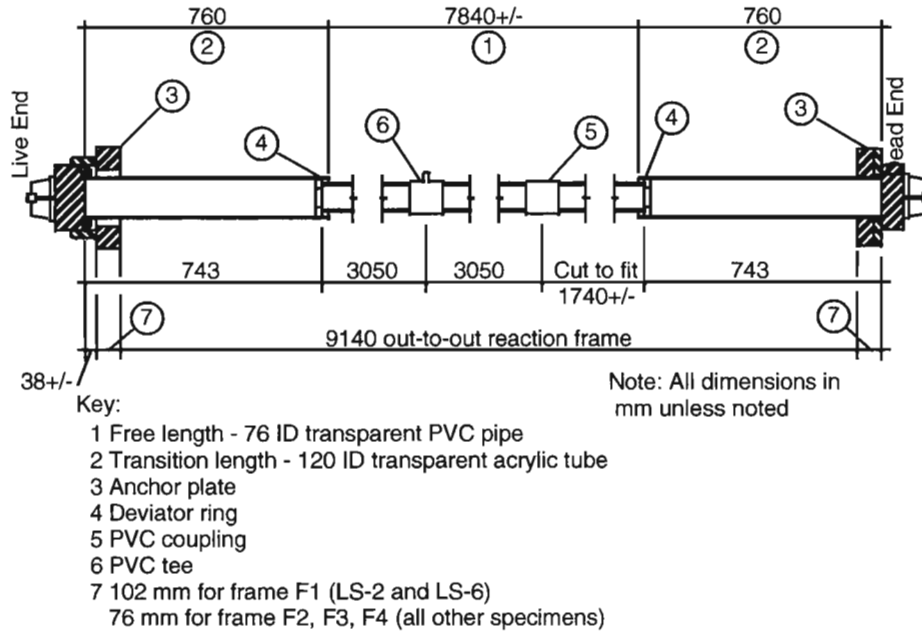 760 7840+/- 760
2 1 2
Live End
3 3
Dead End
4 6 5 4
743 3050 3050 Cut to fit 743
1740+/-
7 7
9140 out-to-out reaction frame
38+/-
Note: All dimensions in
mm unless noted
Key:
1 Free length - 76 ID transparent PVC pipe
2 Transition length - 120 ID transparent acrylic tube
3 Anchor plate
4 Deviator ring
5 PVC coupling
6 PVC tee
7 102 mm for frame F1 (LS-2 and LS-6)
76 mm for frame F2, F3, F4 (all other specimens)